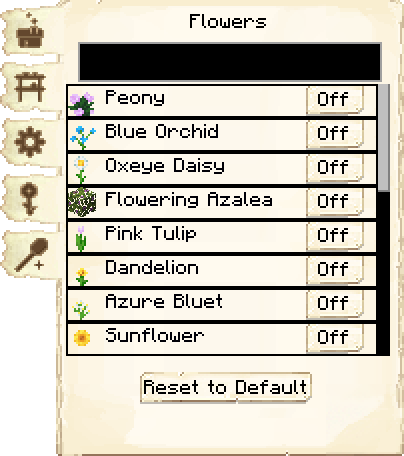 Flowers
Peony Off
Blue Orchid Off
Oxeye Daisy Off
Flowering Azalea Off
Pink Tulip Off
Dandelion Off
Azure Bluet Off
Sunflower Off
Reset to Default